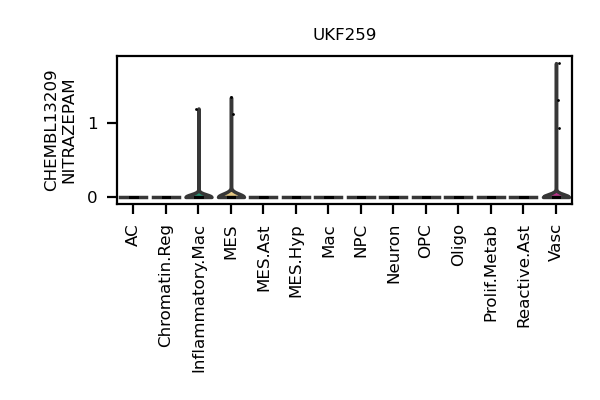 UKF259
CHEMBL13209
NITRAZEPAM
1
0
AC
Chromatin.Reg
Inflammatory.Mac
MES
MES.Ast
MES.Hyp
Mac
NPC
Neuron
OPC
Oligo
Prolif.Metab
Reactive.Ast
Vasc